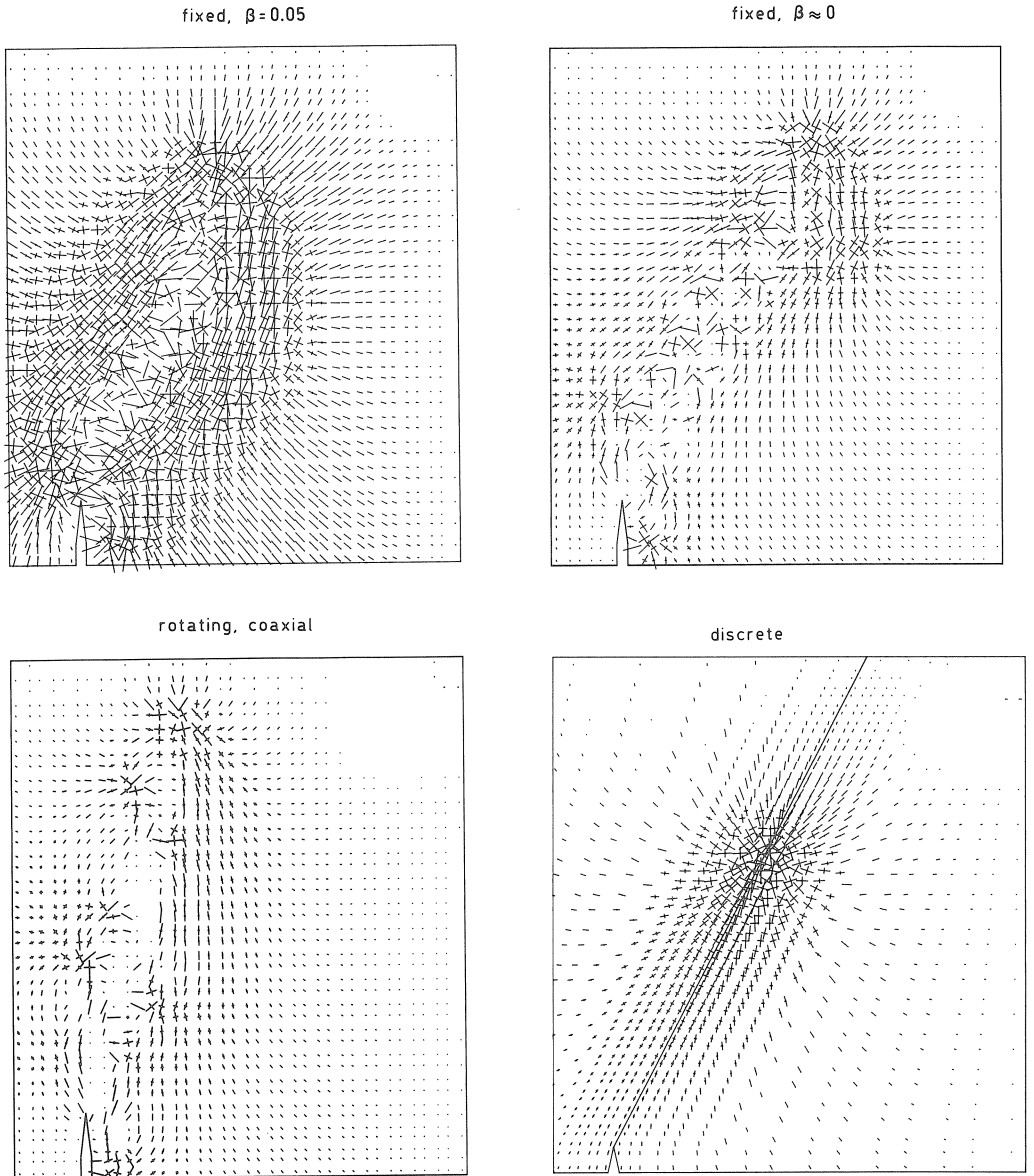 fixed, β = 0.05
fixed, β ≈ 0
rotating, coaxial
discrete